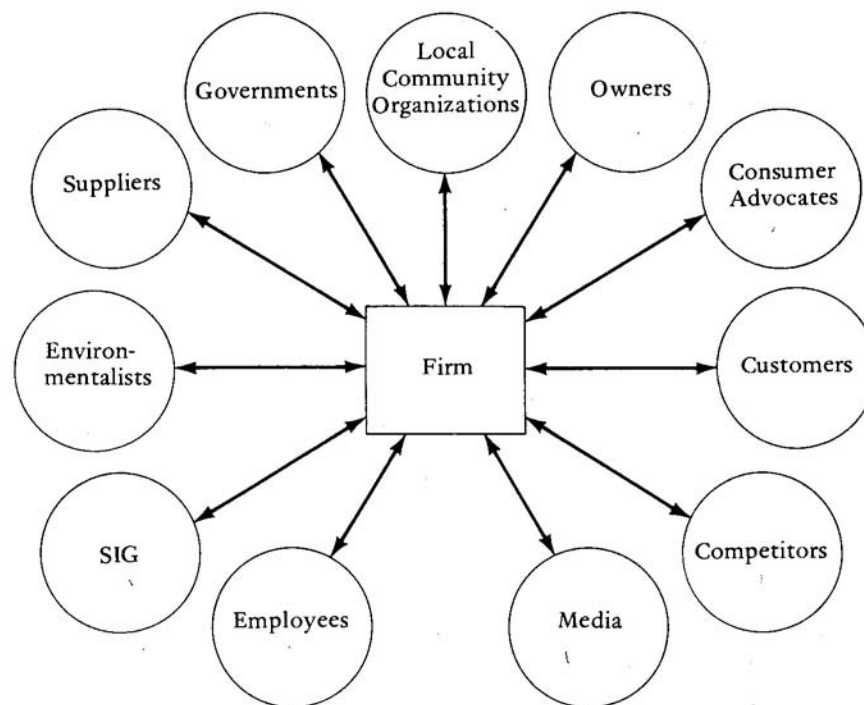 Governments
Local
Community
Organizations
Owners
Suppliers
Consumer
Advocates
Environ-
mentalists
Firm
Customers
SIG
Competitors
Employees
Media